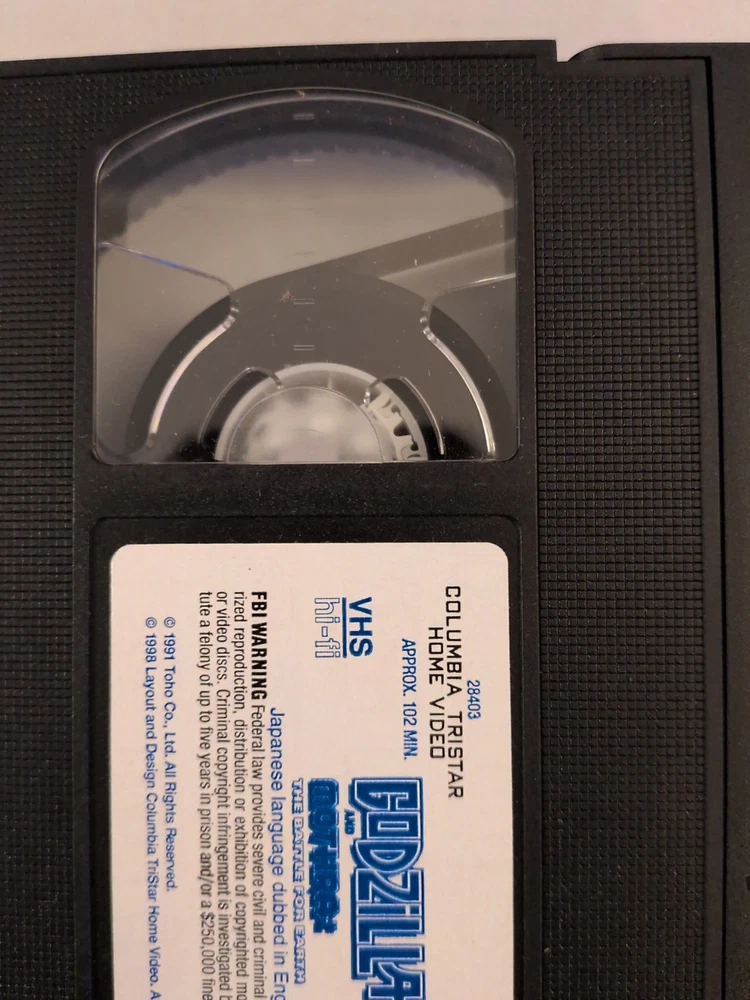 COLUMBIA TRISTAR
HOME VIDEO
28403
APPROX. 102 MIN.
VHS
hi-fi
GODZILLA
AND
MOTHRA
THE BATTLE FOR EARTH
Japanese language dubbed in Eng
FBI WARNING Federal law provides severe civil and criminal
rized reproduction, distribution or exhibition of copyrighted mo
or video discs. Criminal copyright infringement is investigated b
tute a felony of up to five years in prison and/or a $250,000 fine
© 1991 Toho Co., Ltd. All Rights Reserved.
© 1998 Layout and Design Columbia TriStar Home Video. A